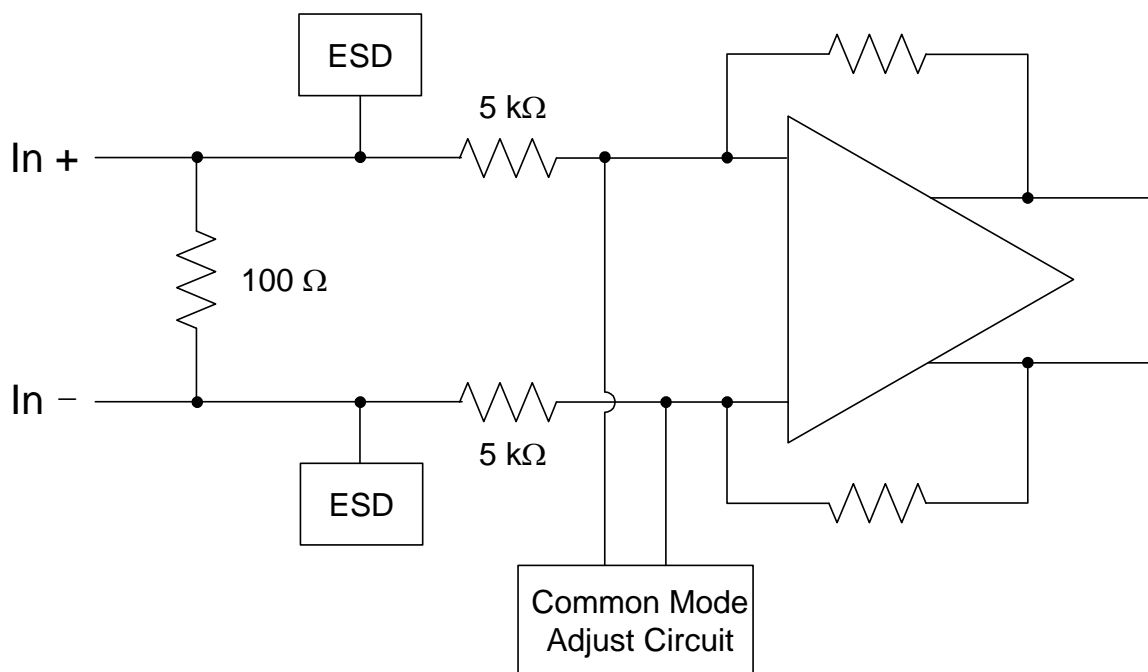 ESD
5 kΩ
In +
100 Ω
In −
5 kΩ
ESD
Common Mode
Adjust Circuit